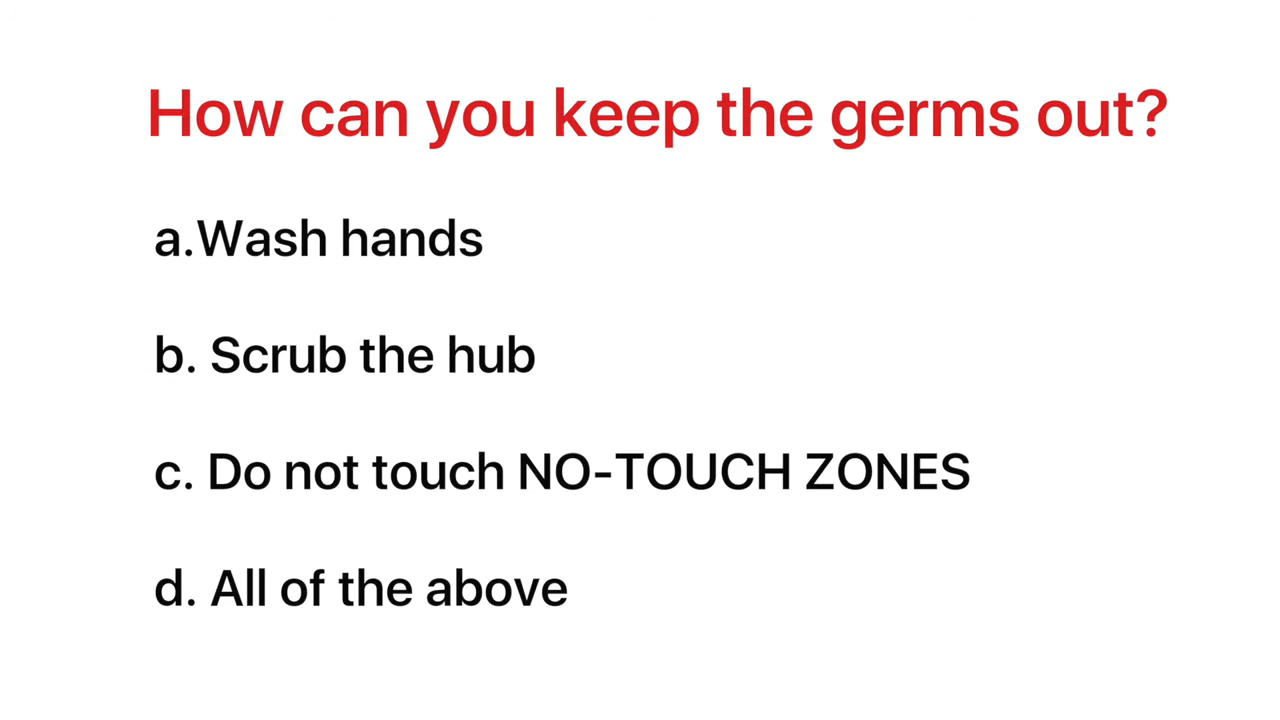 How can you keep the germs out?
a.Wash hands
b. Scrub the hub
c. Do not touch NO-TOUCH ZONES
d. All of the above